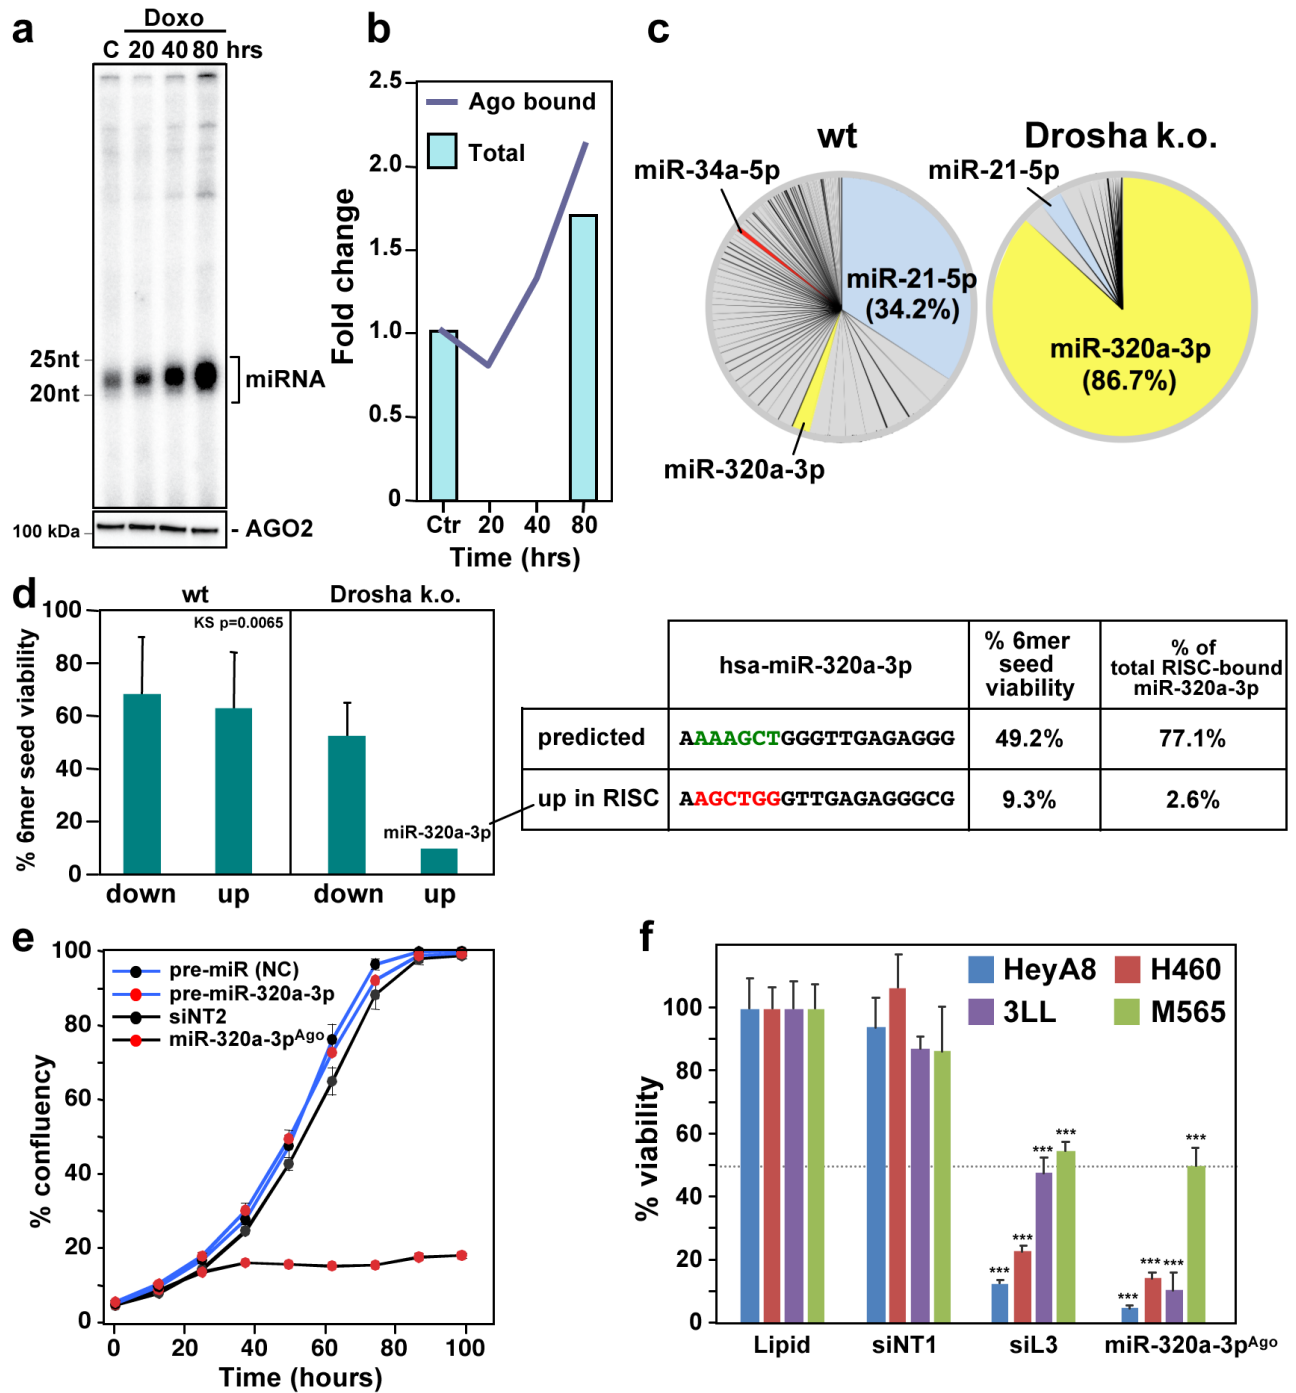 a
Doxo
C 20 40 80 hrs
25nt
20nt
miRNA
100 kDa
- AGO2
b
Ago bound
Total
Fold change
2.5
2.0
1.5
1.0
0.5
0
Ctr 20 40 80
Time (hrs)
c
wt
Drosha k.o.
miR-34a-5p
miR-21-5p
(34.2%)
miR-320a-3p
miR-21-5p
miR-320a-3p
(86.7%)
d
wt
Drosha k.o.
KS p=0.0065
% 6mer seed viability
100
80
60
40
20
0
miR-320a-3p
down up down up
hsa-miR-320a-3p
% 6mer
seed
viability
% of
total RISC-bound
miR-320a-3p
predicted
AAAAGCTGGGTTGAGAGGG
49.2%
77.1%
up in RISC
AAGCTGGGTTGAGAGGGCG
9.3%
2.6%
e
pre-miR (NC)
pre-miR-320a-3p
siNT2
miR-320a-3pAgo
% confluency
100
80
60
40
20
0
0 20 40 60 80 100
Time (hours)
f
HeyA8
H460
3LL
M565
% viability
100
80
60
40
20
0
***
***
***
***
***
***
***
***
Lipid
siNT1
siL3
miR-320a-3pAgo